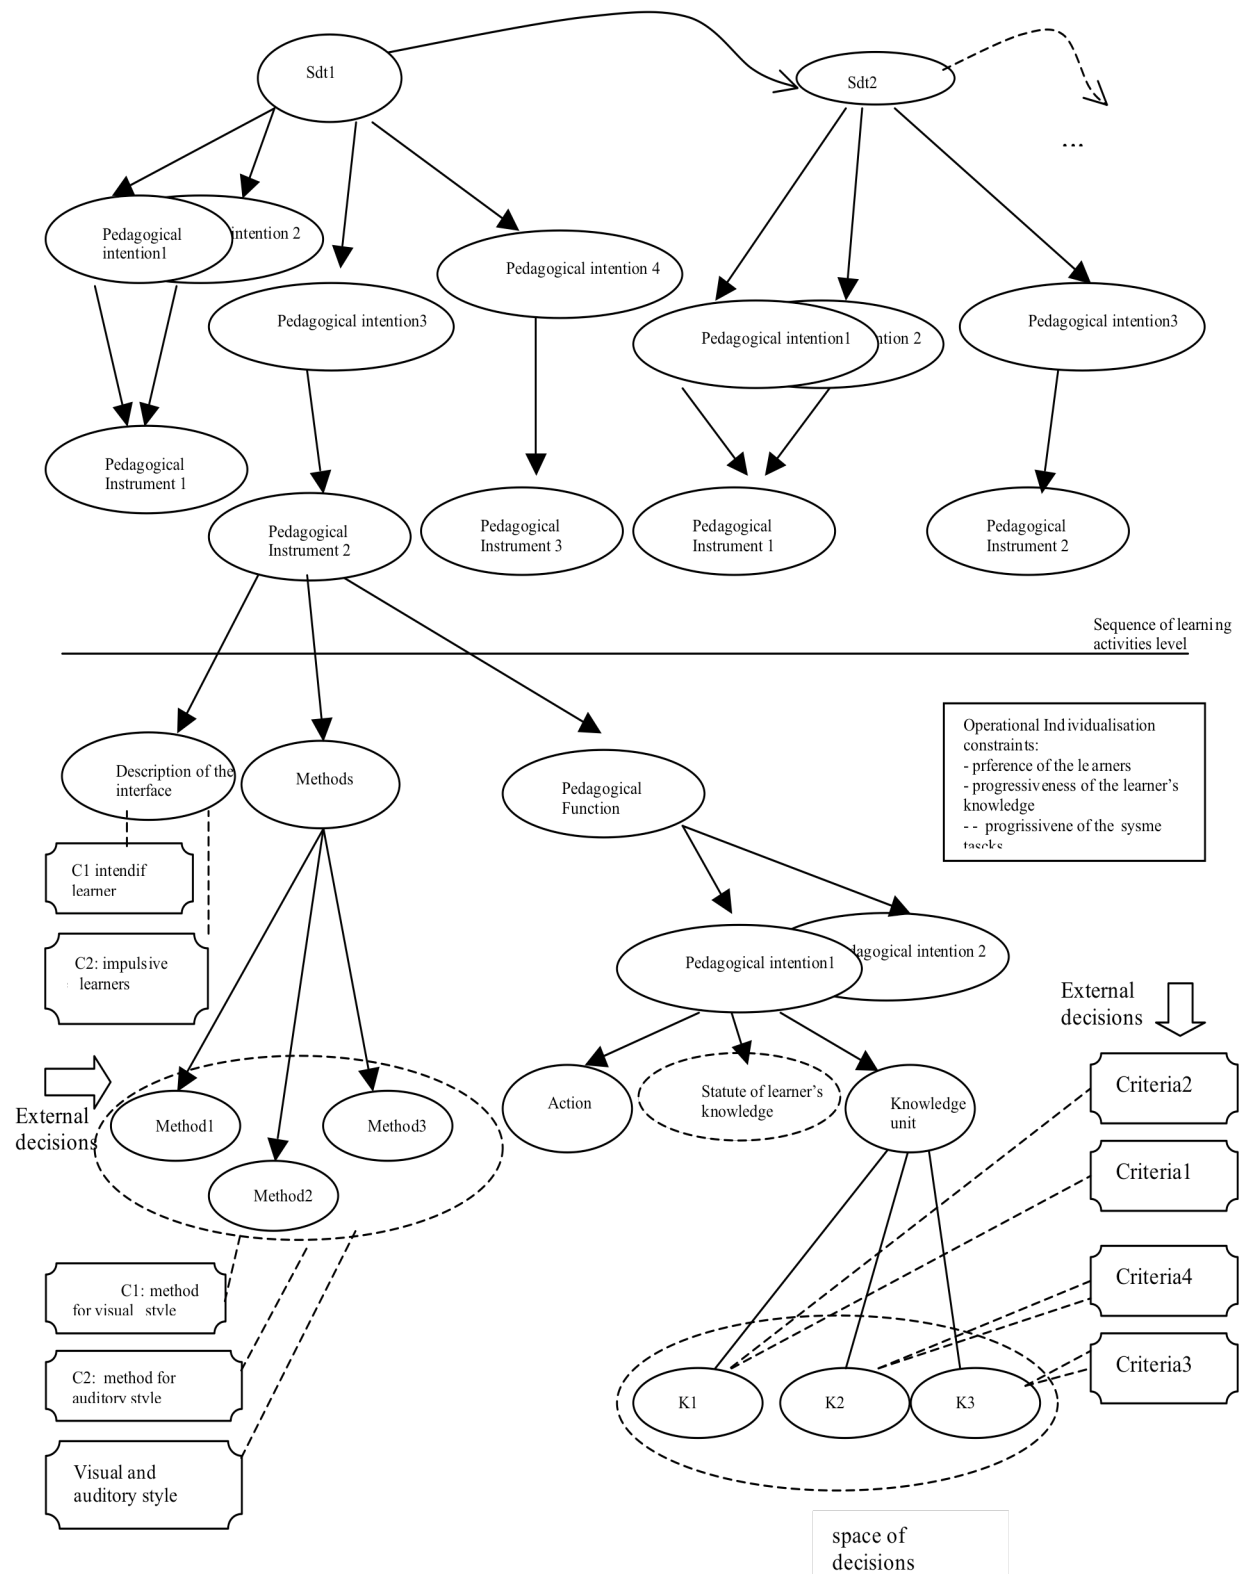 Sdt1
Sdt2
...
Pedagogical
intention1
intention 2
Pedagogical intention 4
Pedagogical intention3
Pedagogical intention1
ntion 2
Pedagogical intention3
Pedagogical
Instrument 1
Pedagogical
Instrument 2
Pedagogical
Instrument 3
Pedagogical
Instrument 1
Pedagogical
Instrument 2
Sequence of learning
activities level
Operational Individualisation
constraints:
- prference of the learners
- progressiveness of the learner’s
knowledge
- - progrissivene of the sysme
tascks
Description of the
interface
Methods
Pedagogical
Function
C1 intendif
learner
C2: impulsive
learners
Pedagogical intention1
dagogical intention 2
External
decisions
External
decisions
Action
Statute of learner’s
knowledge
Knowledge
unit
Method1
Method3
Method2
Criteria2
Criteria1
Criteria4
Criteria3
C1: method
for visual style
C2: method for
auditory style
Visual and
auditory style
K1
K2
K3
space of
decisions